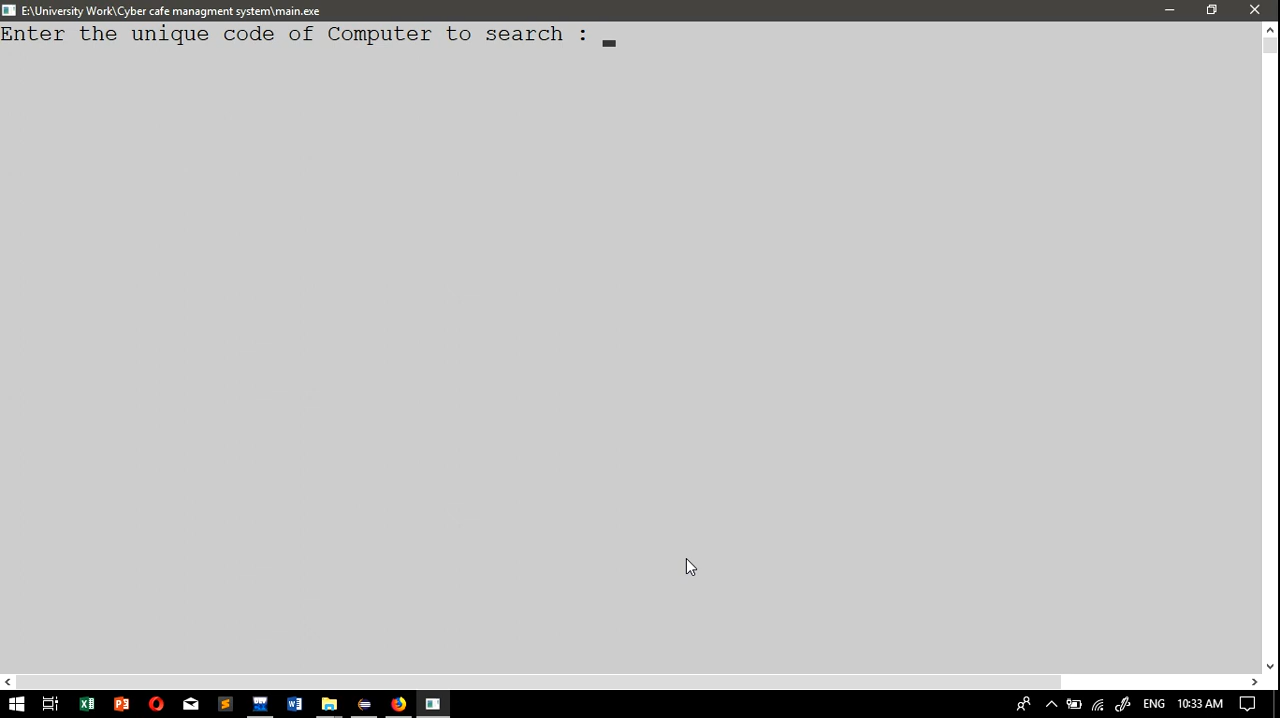 E:\University Work\Cyber cafe managment system\main.exe
Enter the unique code of Computer to search :
ENG 10:33 AM